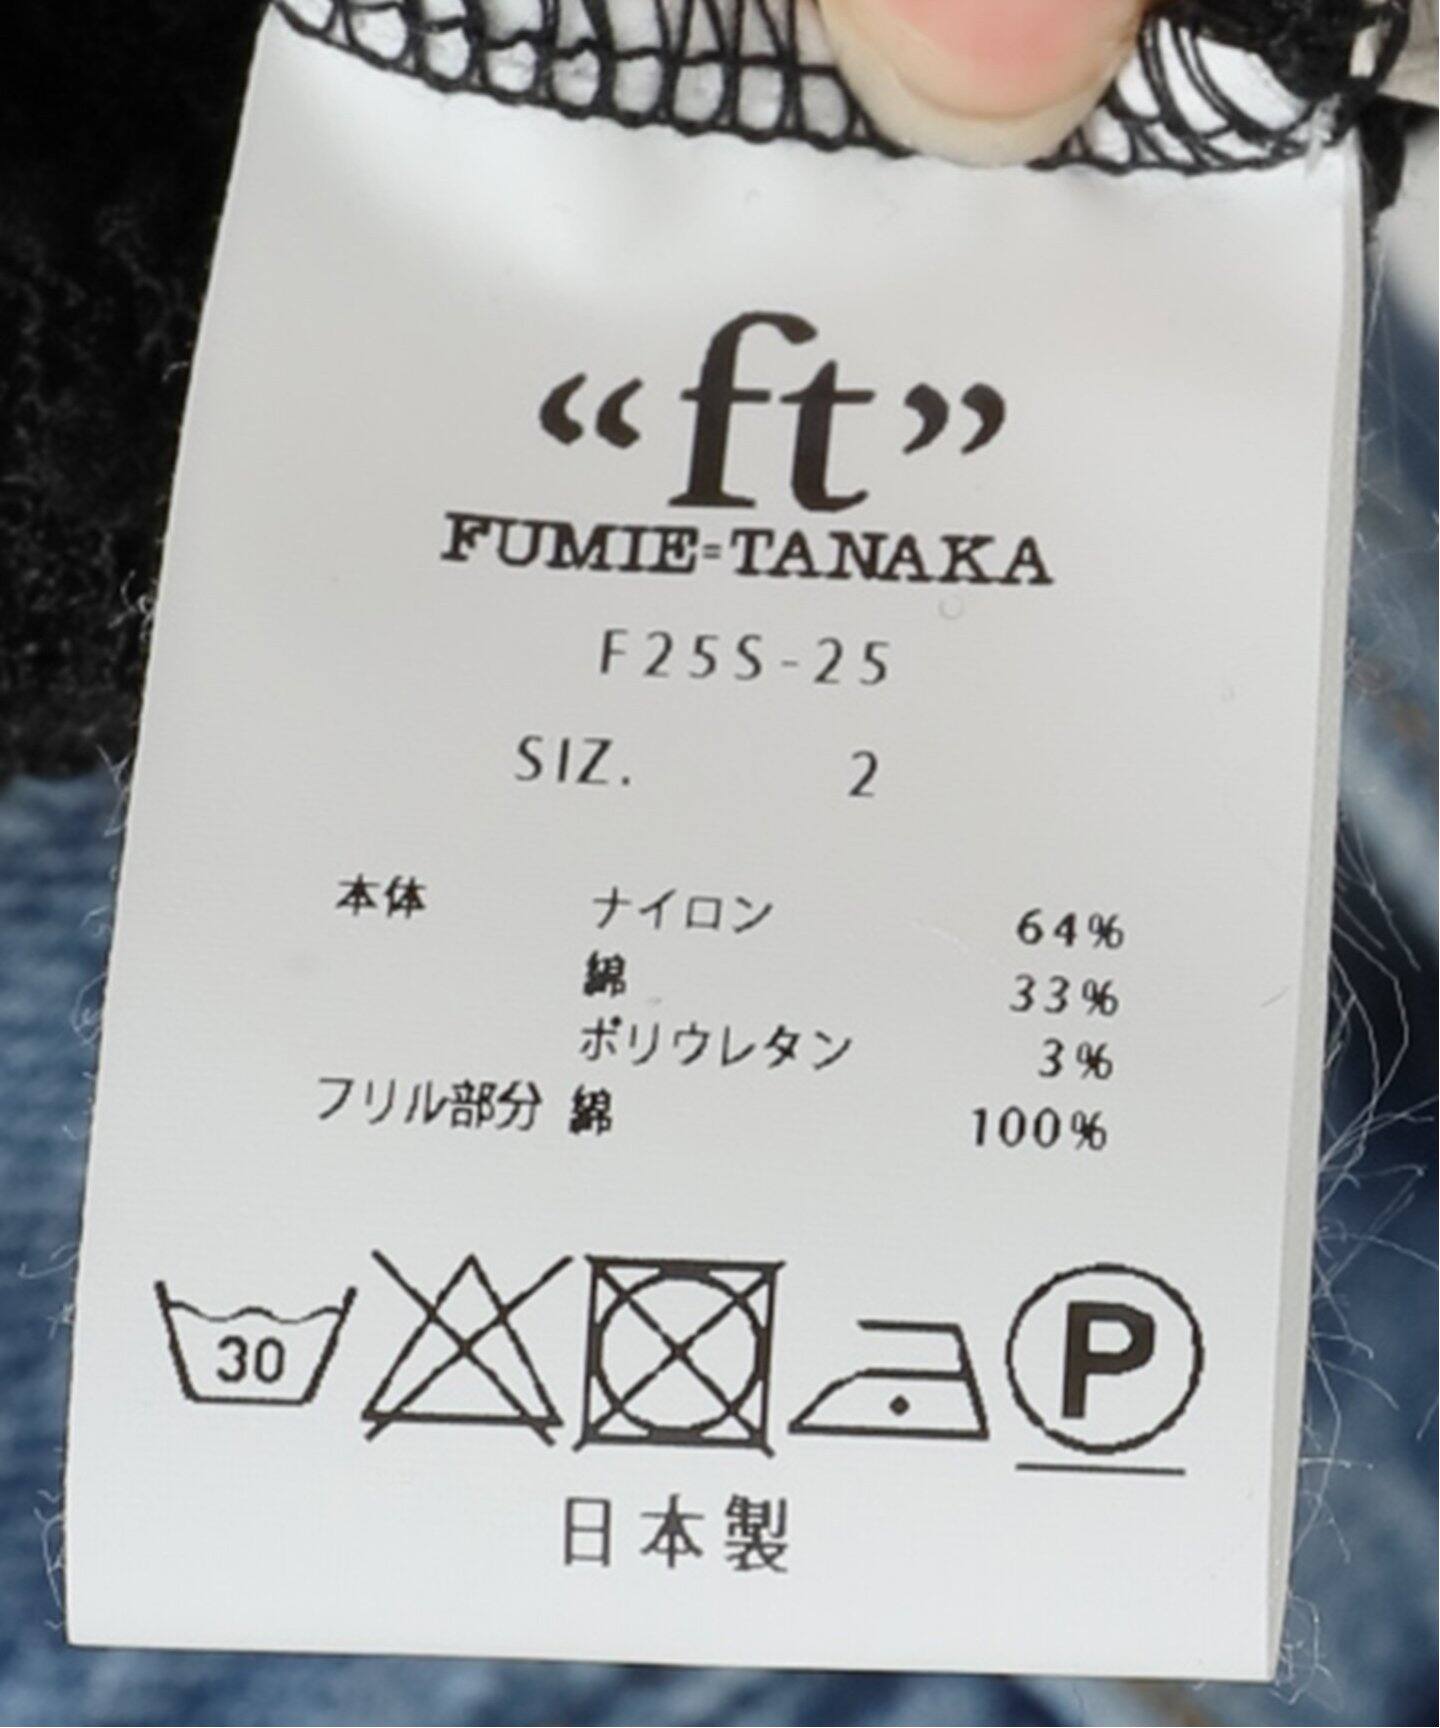 “ft”
FUMIE=TANAKA
F25S-25
SIZ. 2
本体 ナイロン 64%
綿 33%
ポリウレタン 3%
フリル部分 綿 100%
30 P
日本製